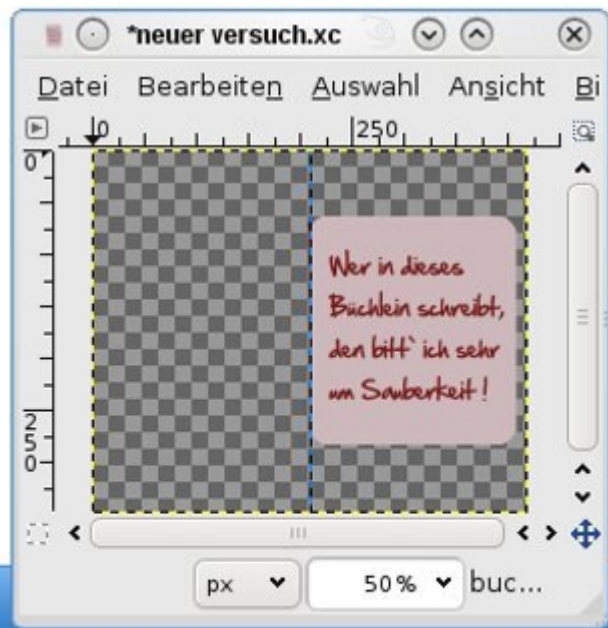 *neuer versuch.xc
Datei Bearbeiten Auswahl Ansicht Bi
0 250
0
250
Wer in dieses
Büchlein schreibt,
den bitt` ich sehr
um Sauberkeit !
px 50% buc...